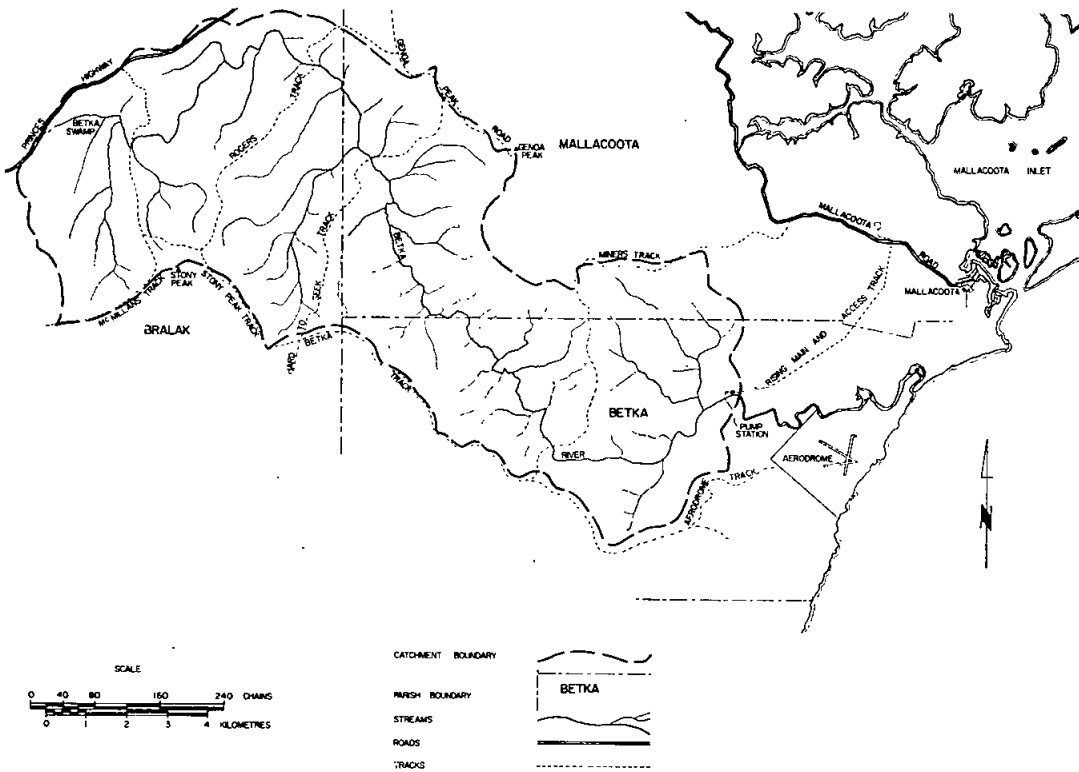 PRINCES HIGHWAY
BETKA
SWAMP
ROGERS TRACK
GENOA PEAK ROAD
GENOA
PEAK
MALLACOOTA
MALLACOOTA INLET
MALLACOOTA ROAD
MALLACOOTA
BETKA
TRACK
MINERS TRACK
RISING MAIN AND ACCESS TRACK
McMILLANS TRACK
STONY
PEAK
STONY PEAK TRACK
BRALAK
HARD TO SEEK
BETKA TRACK
BETKA
RIVER
PUMP
STATION
AERODROME
AERODROME TRACK
N
SCALE
0 40 80 160 240 CHAINS
0 1 2 3 4 KILOMETRES
CATCHMENT BOUNDARY
PARISH BOUNDARY
BETKA
STREAMS
ROADS
TRACKS